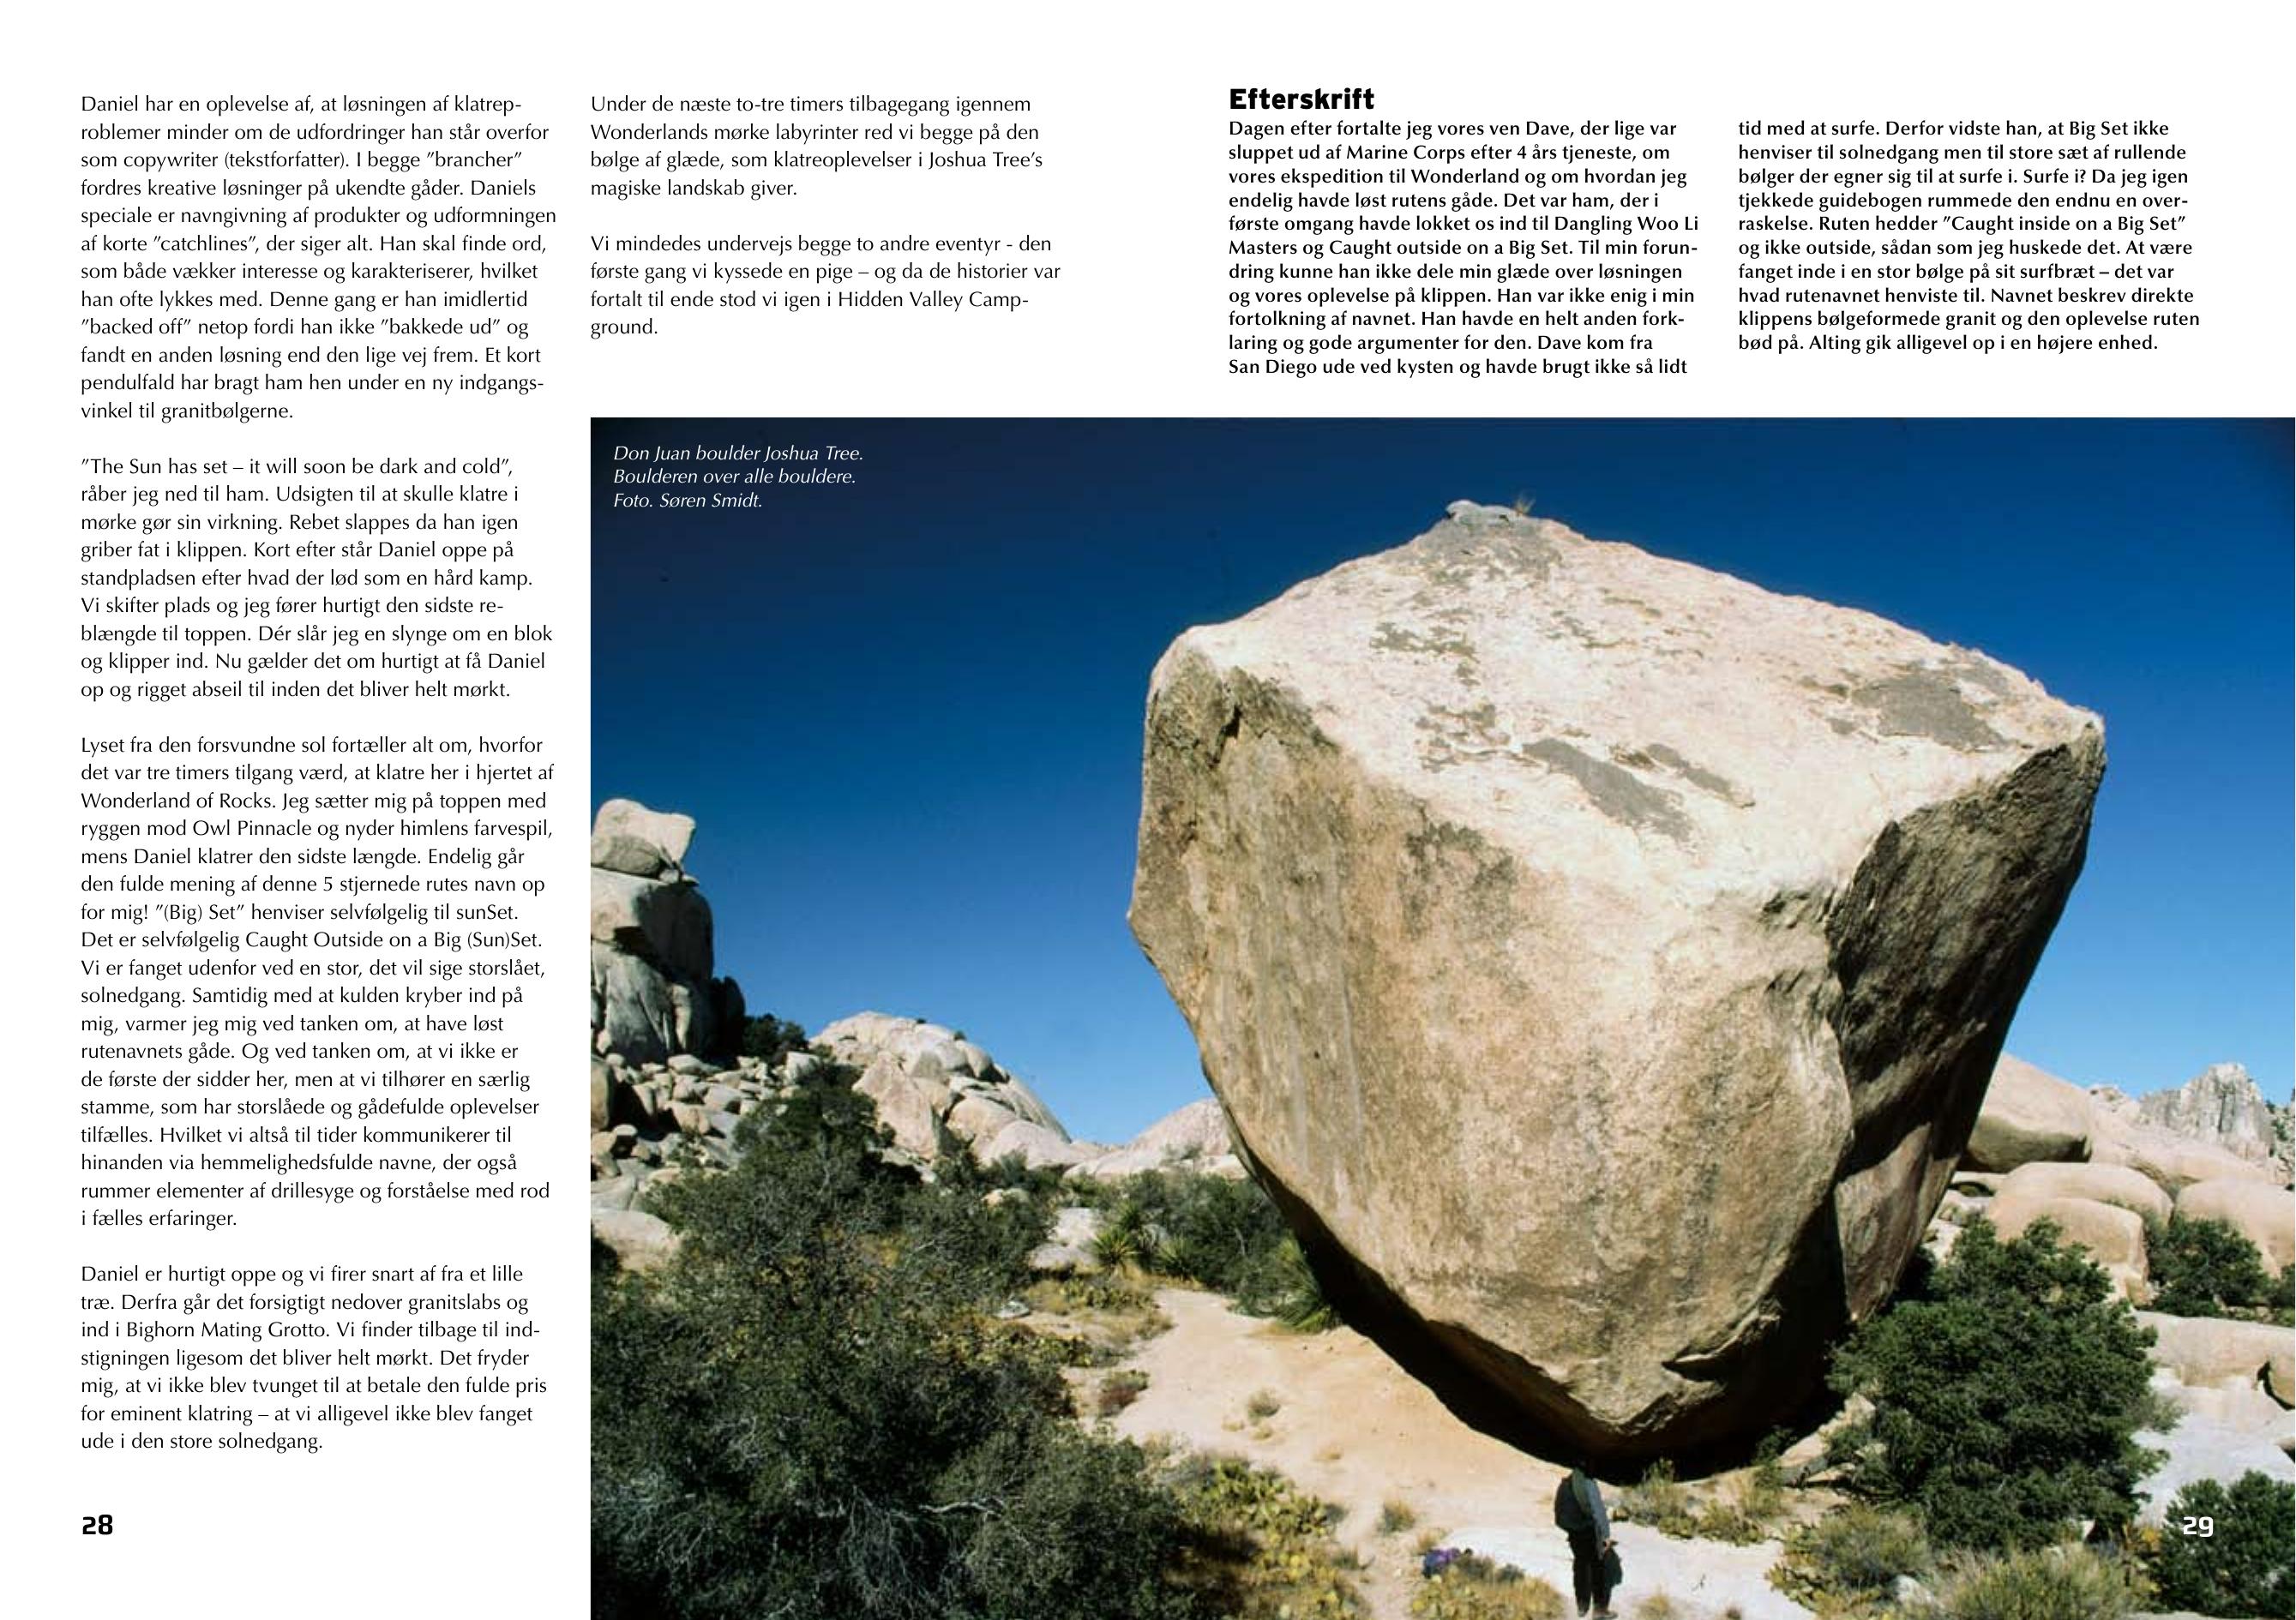 Daniel har en oplevelse af, at løsningen af klatrep-
roblemer minder om de udfordringer han står overfor
som copywriter (tekstforfatter). I begge ”brancher”
fordres kreative løsninger på ukendte gåder. Daniels
speciale er navngivning af produkter og udformningen
af korte ”catchlines”, der siger alt. Han skal finde ord,
som både vækker interesse og karakteriserer, hvilket
han ofte lykkes med. Denne gang er han imidlertid
”backed off” netop fordi han ikke ”bakkede ud” og
fandt en anden løsning end den lige vej frem. Et kort
pendulfald har bragt ham hen under en ny indgangs-
vinkel til granitbølgerne.
”The Sun has set – it will soon be dark and cold”,
råber jeg ned til ham. Udsigten til at skulle klatre i
mørke gør sin virkning. Rebet slappes da han igen
griber fat i klippen. Kort efter står Daniel oppe på
standpladsen efter hvad der lød som en hård kamp.
Vi skifter plads og jeg fører hurtigt den sidste re-
blængde til toppen. Dér slår jeg en slynge om en blok
og klipper ind. Nu gælder det om hurtigt at få Daniel
op og rigget abseil til inden det bliver helt mørkt.
Lyset fra den forsvundne sol fortæller alt om, hvorfor
det var tre timers tilgang værd, at klatre her i hjertet af
Wonderland of Rocks. Jeg sætter mig på toppen med
ryggen mod Owl Pinnacle og nyder himlens farvespil,
mens Daniel klatrer den sidste længde. Endelig går
den fulde mening af denne 5 stjernede rutes navn op
for mig! ”(Big) Set” henviser selvfølgelig til sunSet.
Det er selvfølgelig Caught Outside on a Big (Sun)Set.
Vi er fanget udenfor ved en stor, det vil sige storslået,
solnedgang. Samtidig med at kulden kryber ind på
mig, varmer jeg mig ved tanken om, at have løst
rutenavnets gåde. Og ved tanken om, at vi ikke er
de første der sidder her, men at vi tilhører en særlig
stamme, som har storslåede og gådefulde oplevelser
tilfælles. Hvilket vi altså til tider kommunikerer til
hinanden via hemmelighedsfulde navne, der også
rummer elementer af drillesyge og forståelse med rod
i fælles erfaringer.
Daniel er hurtigt oppe og vi firer snart af fra et lille
træ. Derfra går det forsigtigt nedover granitslabs og
ind i Bighorn Mating Grotto. Vi finder tilbage til ind-
stigningen ligesom det bliver helt mørkt. Det fryder
mig, at vi ikke blev tvunget til at betale den fulde pris
for eminent klatring – at vi alligevel ikke blev fanget
ude i den store solnedgang.
28
Under de næste to-tre timers tilbagegang igennem
Wonderlands mørke labyrinter red vi begge på den
bølge af glæde, som klatreoplevelser i Joshua Tree’s
magiske landskab giver.
Vi mindedes undervejs begge to andre eventyr - den
første gang vi kyssede en pige – og da de historier var
fortalt til ende stod vi igen i Hidden Valley Camp-
ground.
Efterskrift
Dagen efter fortalte jeg vores ven Dave, der lige var
sluppet ud af Marine Corps efter 4 års tjeneste, om
vores ekspedition til Wonderland og om hvordan jeg
endelig havde løst rutens gåde. Det var ham, der i
første omgang havde lokket os ind til Dangling Woo Li
Masters og Caught outside on a Big Set. Til min forun-
dring kunne han ikke dele min glæde over løsningen
og vores oplevelse på klippen. Han var ikke enig i min
fortolkning af navnet. Han havde en helt anden fork-
laring og gode argumenter for den. Dave kom fra
San Diego ude ved kysten og havde brugt ikke så lidt
tid med at surfe. Derfor vidste han, at Big Set ikke
henviser til solnedgang men til store sæt af rullende
bølger der egner sig til at surfe i. Surfe i? Da jeg igen
tjekkede guidebogen rummede den endnu en over-
raskelse. Ruten hedder ”Caught inside on a Big Set”
og ikke outside, sådan som jeg huskede det. At være
fanget inde i en stor bølge på sit surfbræt – det var
hvad rutenavnet henviste til. Navnet beskrev direkte
klippens bølgeformede granit og den oplevelse ruten
bød på. Alting gik alligevel op i en højere enhed.
Don Juan boulder Joshua Tree.
Boulderen over alle bouldere.
Foto. Søren Smidt.
29